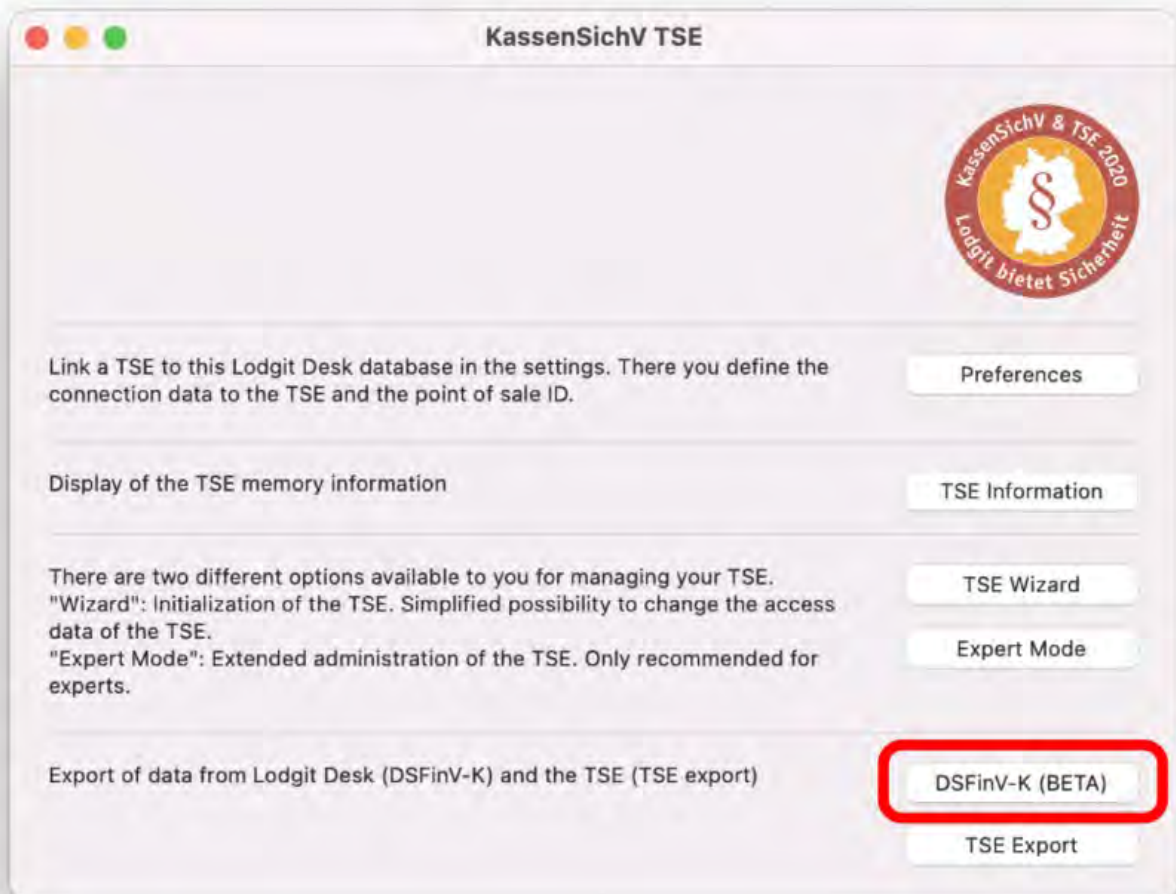 KassenSichV TSE
KassenSichV & TSE 2020
§
Lodgit bietet Sicherheit
Link a TSE to this Lodgit Desk database in the settings. There you define the
connection data to the TSE and the point of sale ID.
Preferences
Display of the TSE memory information
TSE Information
There are two different options available to you for managing your TSE.
"Wizard": Initialization of the TSE. Simplified possibility to change the access
data of the TSE.
"Expert Mode": Extended administration of the TSE. Only recommended for
experts.
TSE Wizard
Expert Mode
Export of data from Lodgit Desk (DSFinV-K) and the TSE (TSE export)
DSFinV-K (BETA)
TSE Export